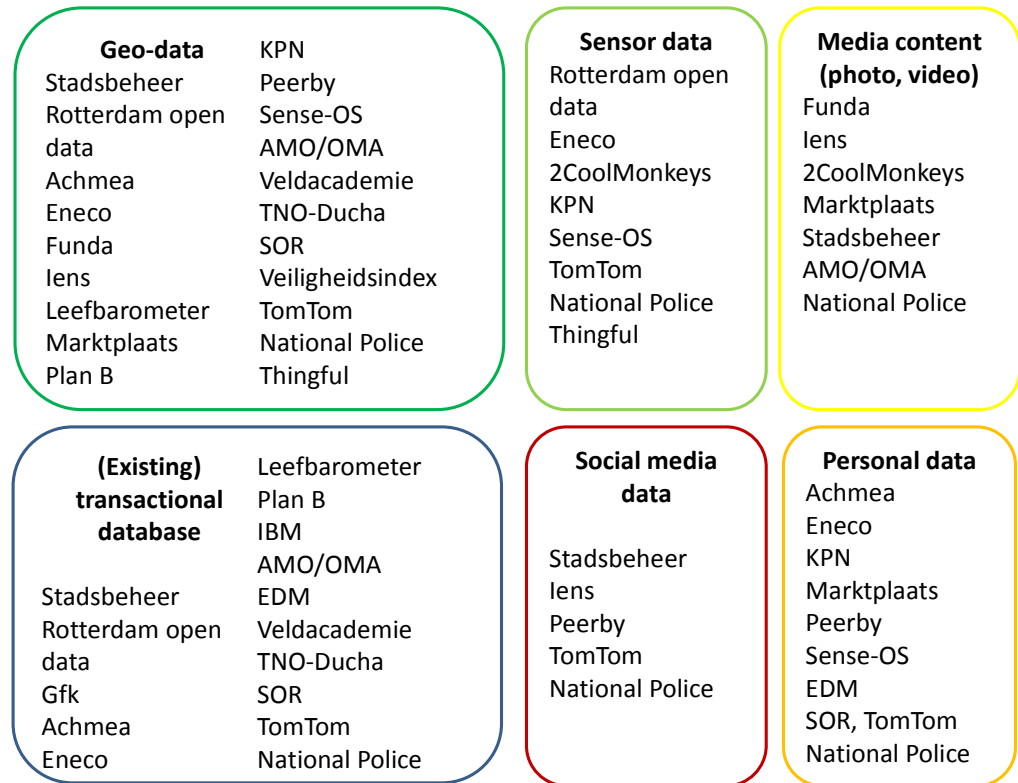 Geo-data
Stadsbeheer
Rotterdam open
data
Achmea
Eneco
Funda
Iens
Leefbarometer
Marktplaats
Plan B
KPN
Peerby
Sense-OS
AMO/OMA
Veldacademie
TNO-Ducha
SOR
Veiligheidsindex
TomTom
National Police
Thingful
Sensor data
Rotterdam open
data
Eneco
2CoolMonkeys
KPN
Sense-OS
TomTom
National Police
Thingful
Media content
(photo, video)
Funda
Iens
2CoolMonkeys
Marktplaats
Stadsbeheer
AMO/OMA
National Police
(Existing)
transactional
database
Stadsbeheer
Rotterdam open
data
Gfk
Achmea
Eneco
Leefbarometer
Plan B
IBM
AMO/OMA
EDM
Veldacademie
TNO-Ducha
SOR
TomTom
National Police
Social media
data
Stadsbeheer
Iens
Peerby
TomTom
National Police
Personal data
Achmea
Eneco
KPN
Marktplaats
Peerby
Sense-OS
EDM
SOR, TomTom
National Police